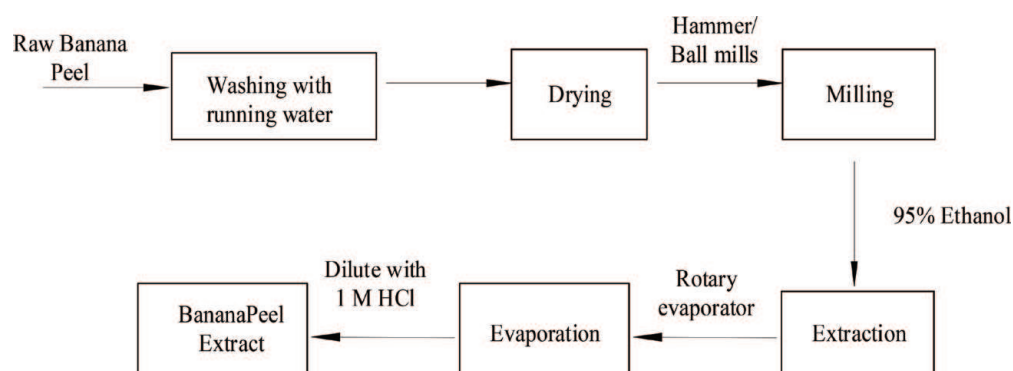 Raw Banana
Peel
Washing with
running water
Drying
Hammer/
Ball mills
Milling
95% Ethanol
Extraction
Rotary
evaporator
Evaporation
Dilute with
1 M HCl
BananaPeel
Extract